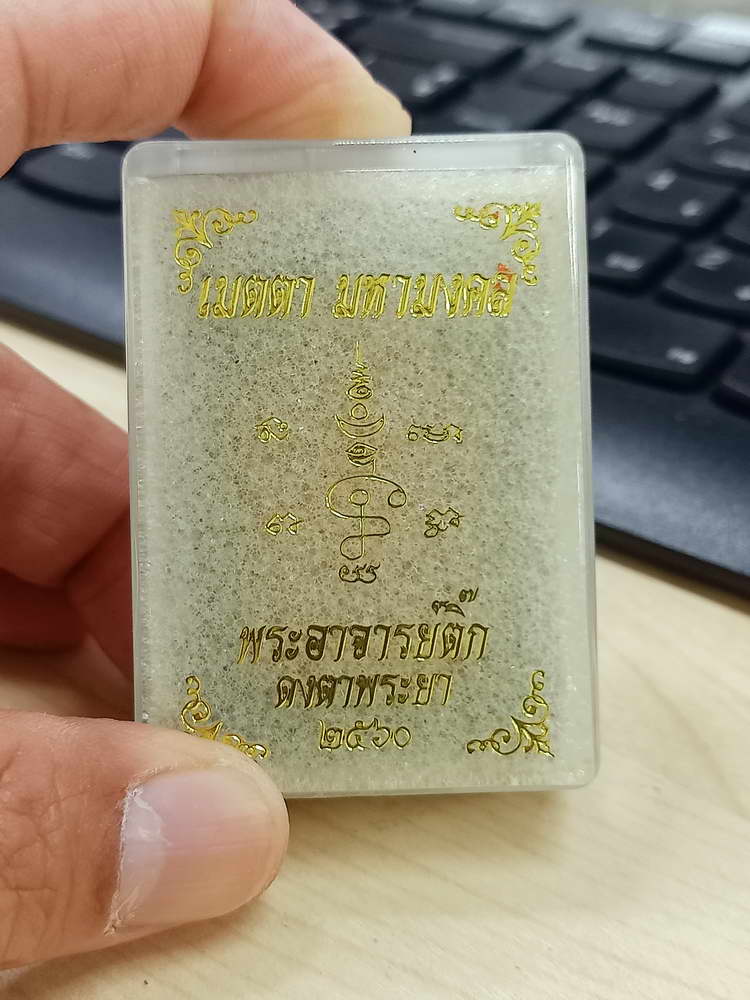 เมตตา มหามงคล
พระอาจารย์ติ๊ก
ดงตาพระยา
๒๕๖๐